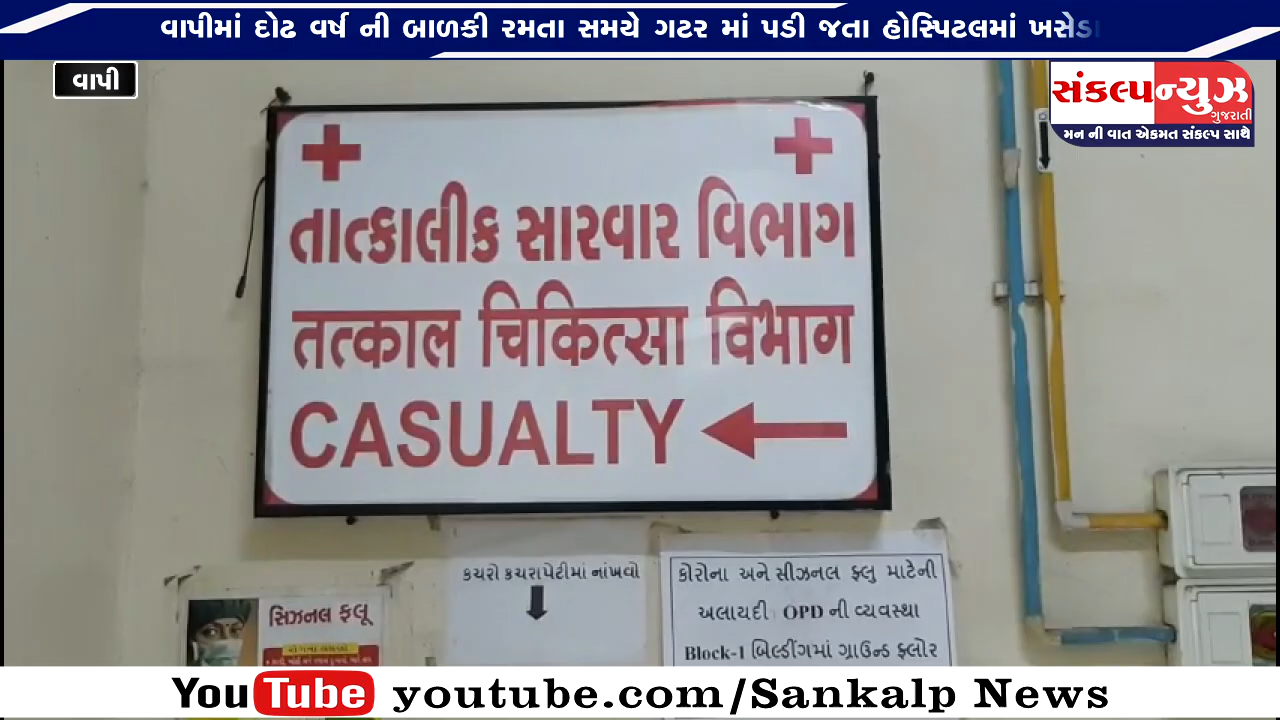 વાપીમાં દોઢ વર્ષ ની બાળકી રમતા સમયે ગટર માં પડી જતા હોસ્પિટલમાં ખસેડા
વાપી
સંકલ્પ ન્યુઝ
ગુજરાતી
મન ની વાત એકમત સંકલ્પ સાથે
તાત્કાલીક સારવાર વિભાગ
तत्काल चिकित्सा विभाग
CASUALTY
કચરો કચરાપેટીમાં નાંખવો
કોરોના અને સીઝનલ ફ્લુ માટેની
અલાયદી OPD ની વ્યવસ્થા
Block-1 બિલ્ડીંગમાં ગ્રાઉન્ડ ફ્લોર
સિઝનલ ફલૂ
YouTube youtube.com/Sankalp News